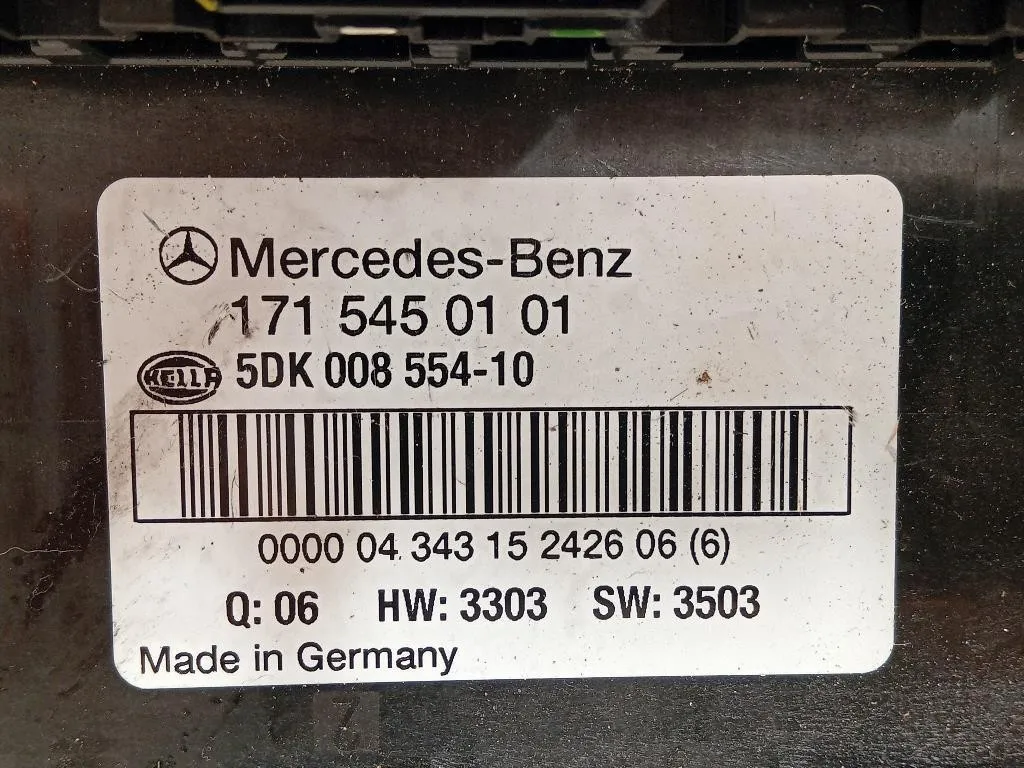 Mercedes-Benz
171 545 01 01
HELLA 5DK 008 554-10
0000 04 343 15 2426 06 (6)
Q: 06 HW: 3303 SW: 3503
Made in Germany